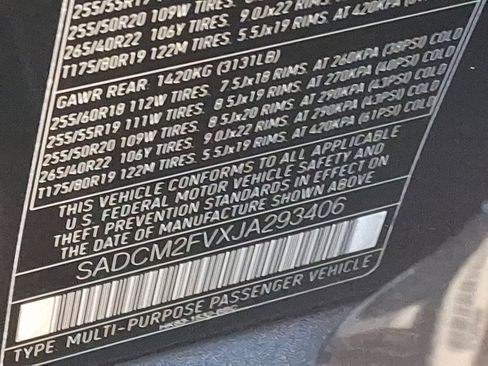 255/55R19
255/50R20 109W TIRES.
265/40R22 106Y TIRES. 9.0Jx22 RIMS.
T175/80R19 122M TIRES. 5.5Jx19 RIMS. AT 420KPA
GAWR REAR: 1420KG (3131LB)
255/60R18 112W TIRES. 7.5Jx18 RIMS. AT 260KPA (38PSI) COLD
255/55R19 111W TIRES. 8.5Jx19 RIMS. AT 270KPA (40PSI) COLD
255/50R20 109W TIRES. 8.5Jx20 RIMS. AT 290KPA (43PSI) COLD
265/40R22 106Y TIRES. 9.0Jx22 RIMS. AT 290KPA (43PSI) COLD
T175/80R19 122M TIRES. 5.5Jx19 RIMS. AT 420KPA (61PSI) COLD
THIS VEHICLE CONFORMS TO ALL APPLICABLE
U.S. FEDERAL MOTOR VEHICLE SAFETY AND
THEFT PREVENTION STANDARDS IN EFFECT ON
THE DATE OF MANUFACTURE SHOWN ABOVE
SADCM2FVXJA293406
TYPE: MULTI-PURPOSE PASSENGER VEHICLE